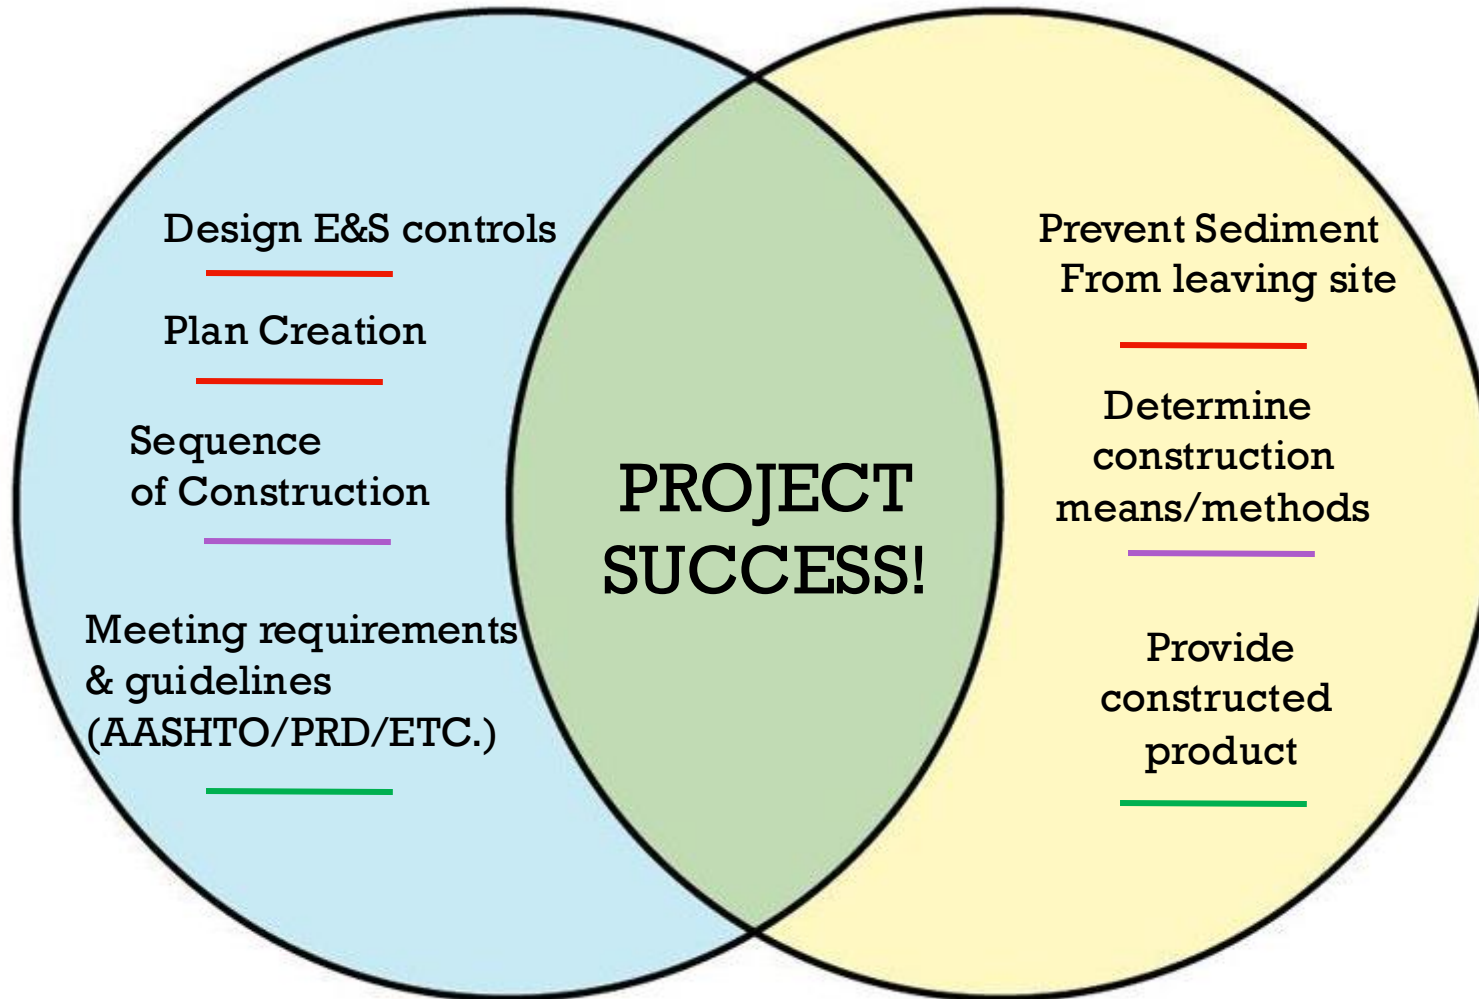 Design E&S controls
Plan Creation
Sequence
of Construction
Meeting requirements
& guidelines
(AASHTO/PRD/ETC.)
PROJECT
SUCCESS!
Prevent Sediment
From leaving site
Determine
construction
means/methods
Provide
constructed
product